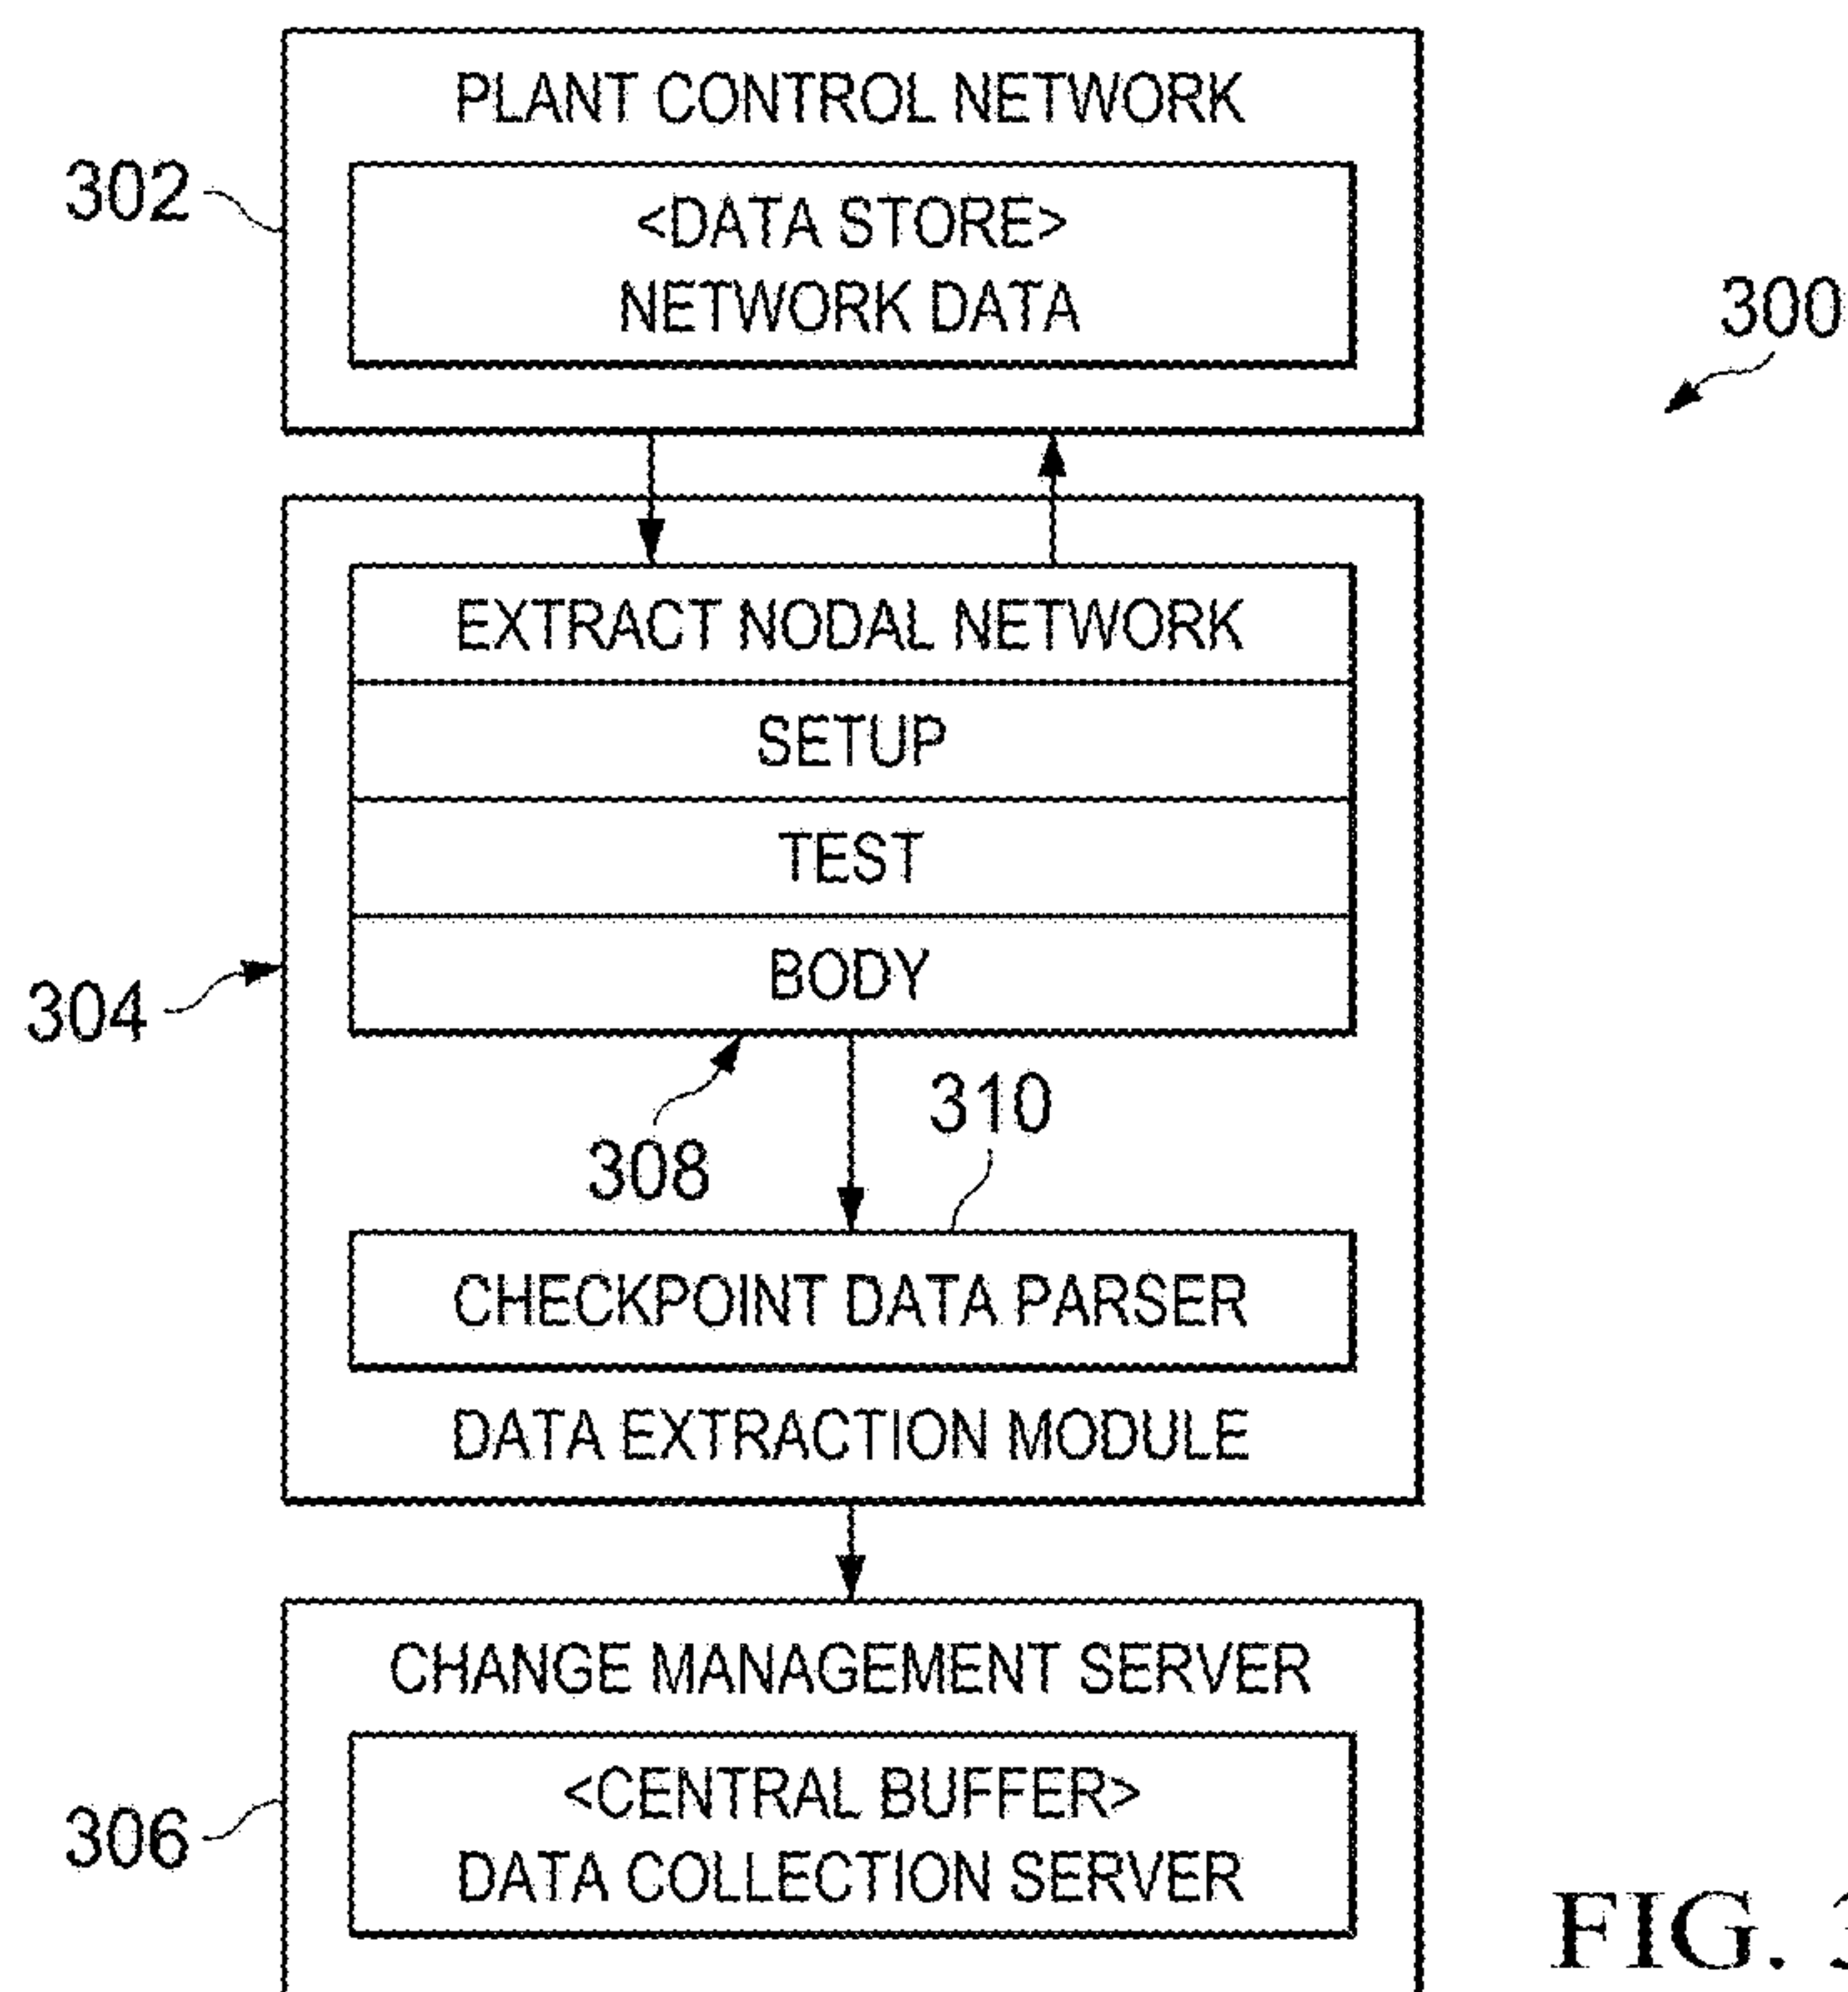 PLANT CONTROL NETWORK
302
<DATA STORE>
NETWORK DATA
300
EXTRACT NODAL NETWORK
SETUP
TEST
BODY
304
308
310
CHECKPOINT DATA PARSER
DATA EXTRACTION MODULE
CHANGE MANAGEMENT SERVER
<CENTRAL BUFFER>
DATA COLLECTION SERVER
306
FIG.